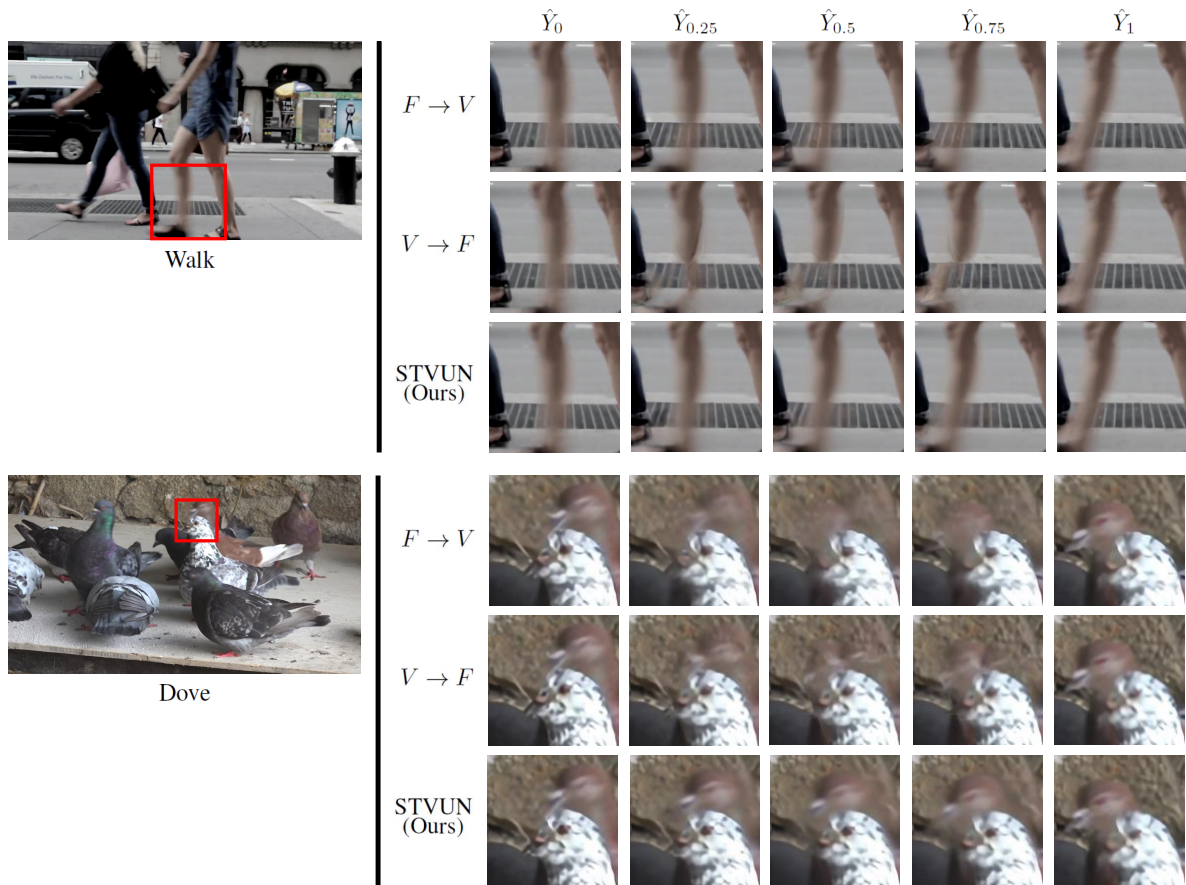 Ŷ₀ Ŷ₀.₂₅ Ŷ₀.₅ Ŷ₀.₇₅ Ŷ₁
F → V
V → F
STVUN
(Ours)
Walk
F → V
V → F
STVUN
(Ours)
Dove